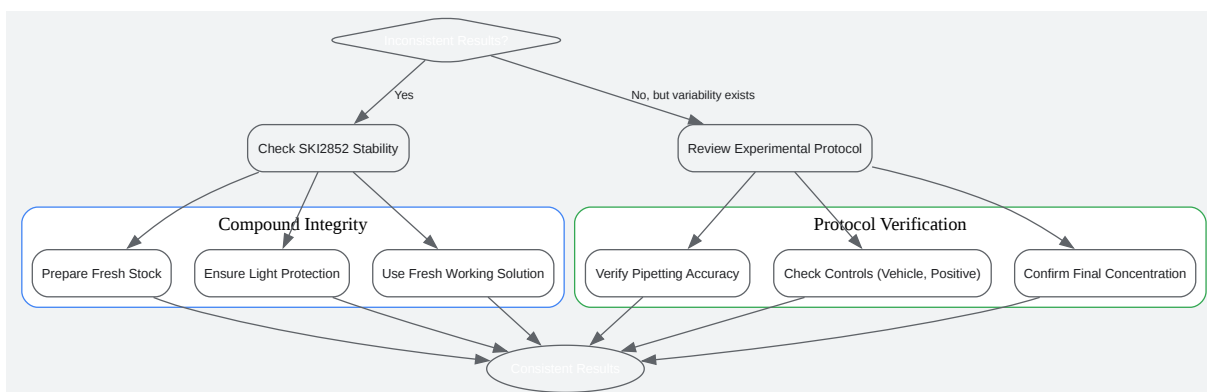 Inconsistent Results?
Yes
No, but variability exists
Check SKI2852 Stability
Review Experimental Protocol
Compound Integrity
Protocol Verification
Prepare Fresh Stock
Ensure Light Protection
Use Fresh Working Solution
Verify Pipetting Accuracy
Check Controls (Vehicle, Positive)
Confirm Final Concentration
Consistent Results